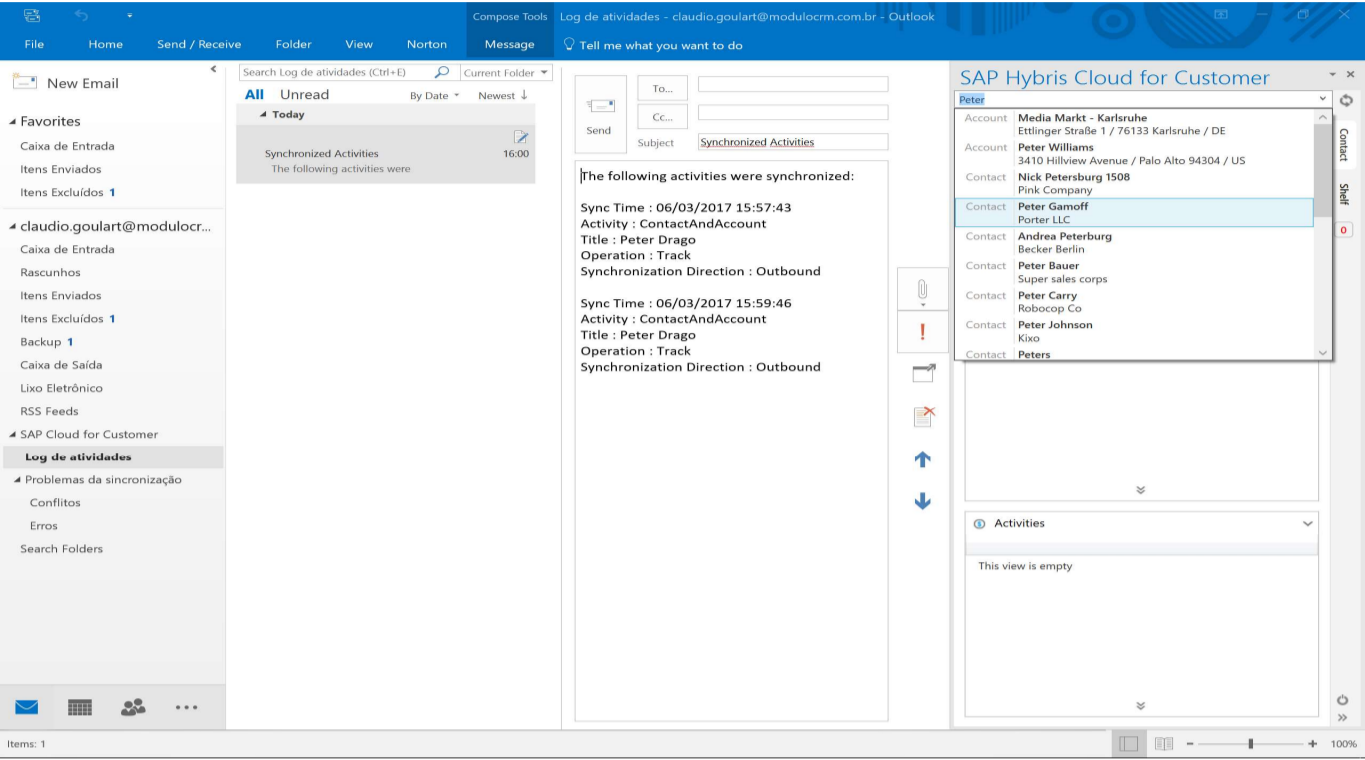 Compose Tools Log de atividades - claudio.goulart@modulocrm.com.br - Outlook
File Home Send / Receive Folder View Norton Message Tell me what you want to do
New Email
Favorites
Caixa de Entrada
Itens Enviados
Itens Excluídos 1
claudio.goulart@modulocr...
Caixa de Entrada
Rascunhos
Itens Enviados
Itens Excluídos 1
Backup 1
Caixa de Saída
Lixo Eletrônico
RSS Feeds
SAP Cloud for Customer
Log de atividades
Problemas da sincronização
Conflitos
Erros
Search Folders
Search Log de atividades (Ctrl+E) Current Folder
All Unread By Date Newest ↓
Today
Synchronized Activities 16:00
The following activities were
Send
To...
Cc...
Subject Synchronized Activities
The following activities were synchronized:
Sync Time : 06/03/2017 15:57:43
Activity : ContactAndAccount
Title : Peter Drago
Operation : Track
Synchronization Direction : Outbound
Sync Time : 06/03/2017 15:59:46
Activity : ContactAndAccount
Title : Peter Drago
Operation : Track
Synchronization Direction : Outbound
SAP Hybris Cloud for Customer
Peter
Account Media Markt - Karlsruhe
Ettlinger Straße 1 / 76133 Karlsruhe / DE
Account Peter Williams
3410 Hillview Avenue / Palo Alto 94304 / US
Contact Nick Petersburg 1508
Pink Company
Contact Peter Gamoff
Porter LLC
Contact Andrea Peterburg
Becker Berlin
Contact Peter Bauer
Super sales corps
Contact Peter Carry
Robocop Co
Contact Peter Johnson
Kixo
Contact Peters
Activities
This view is empty
Contact
Shelf
0
Items: 1
100%